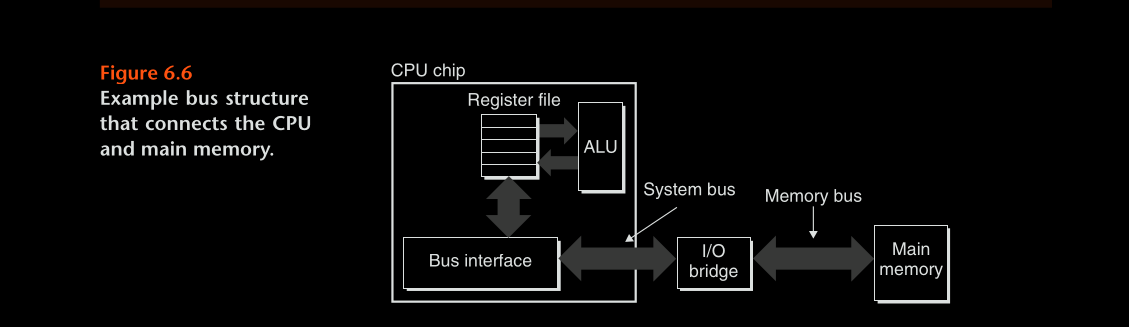 Figure 6.6
Example bus structure
that connects the CPU
and main memory.
CPU chip
Register file
ALU
System bus
Memory bus
Bus interface
I/O
bridge
Main
memory